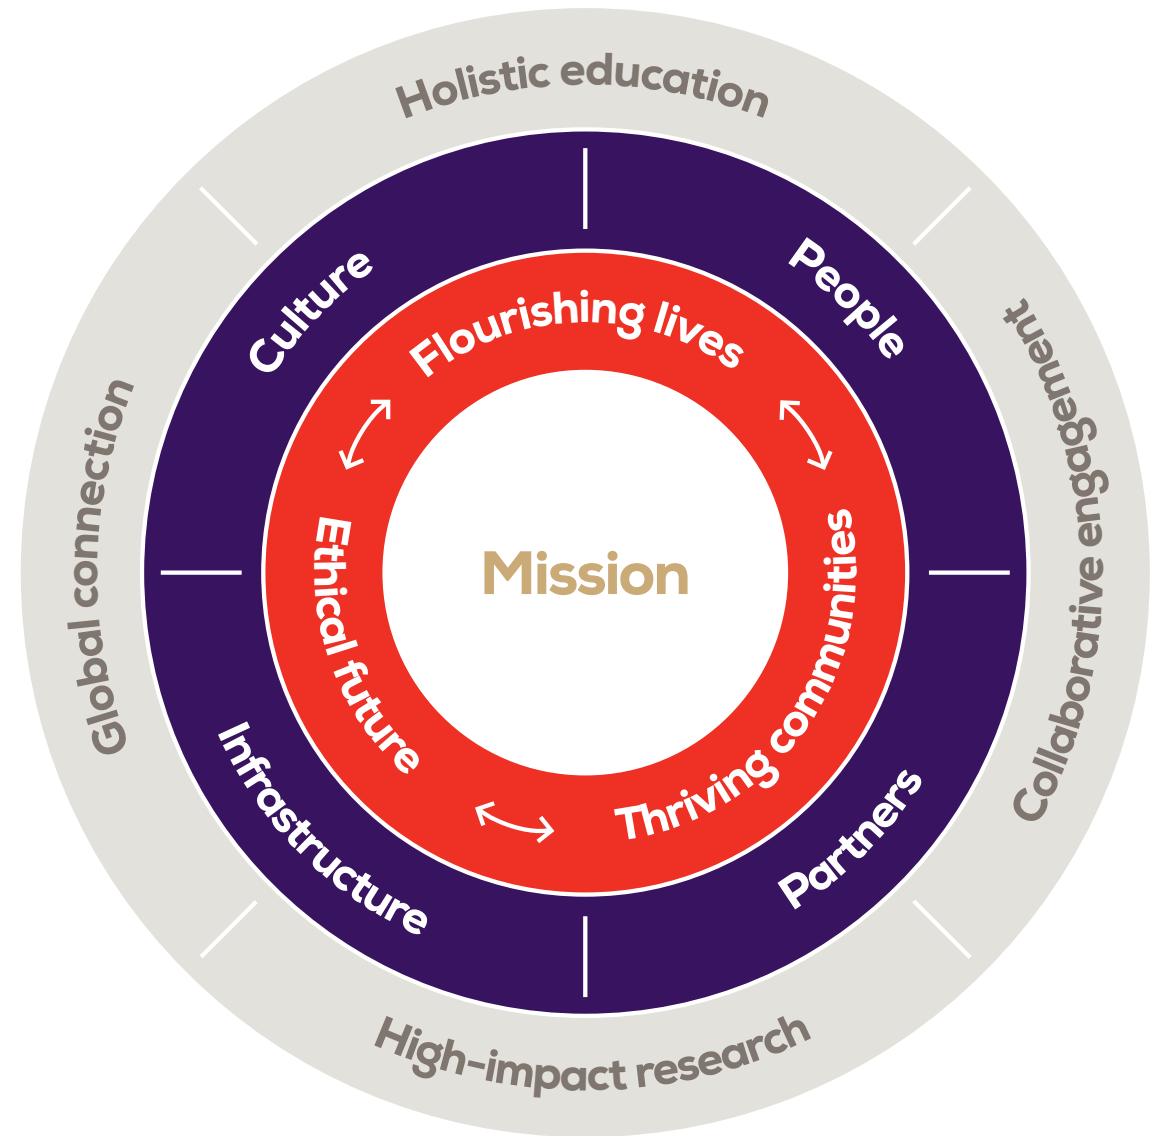 Holistic education
Collaborative engagement
High-impact research
Global connection
Culture
People
Partners
Infrastructure
Flourishing lives
Thriving communities
Ethical future
Mission